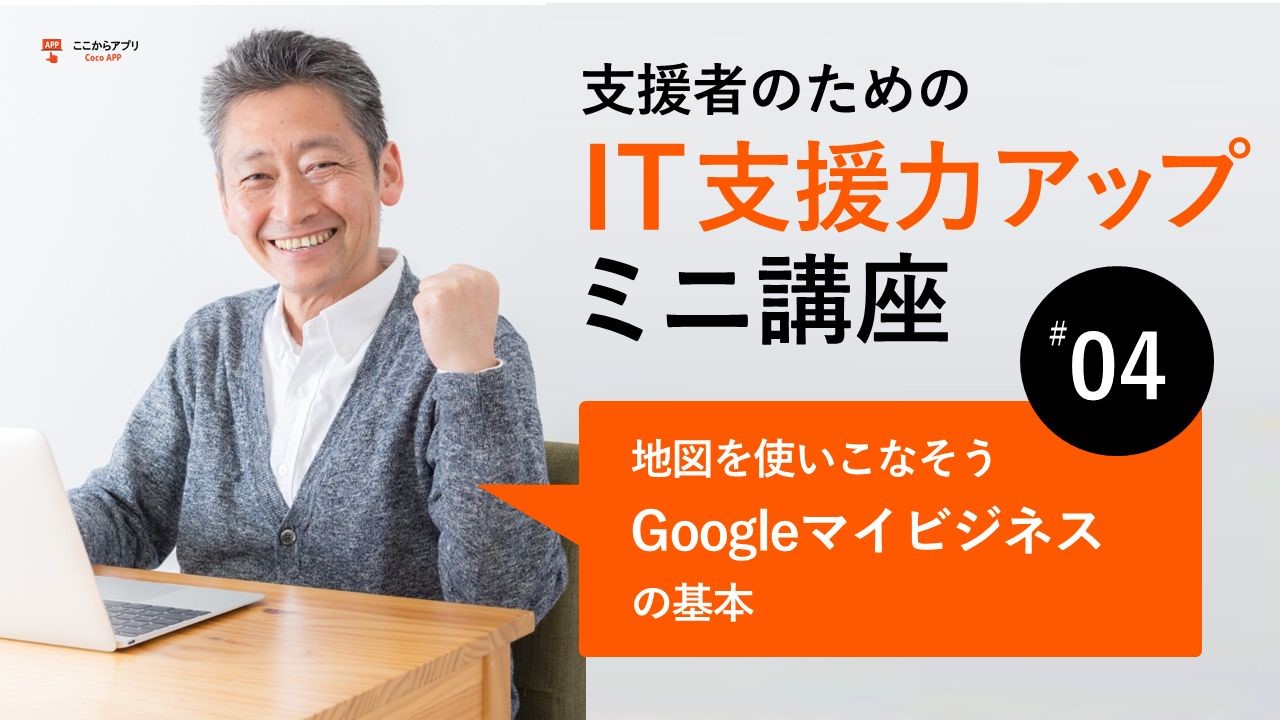 APP
ここからアプリ
Coco APP
支援者のための
IT支援力アップ
ミニ講座
#04
地図を使いこなそう
Googleマイビジネス
の基本